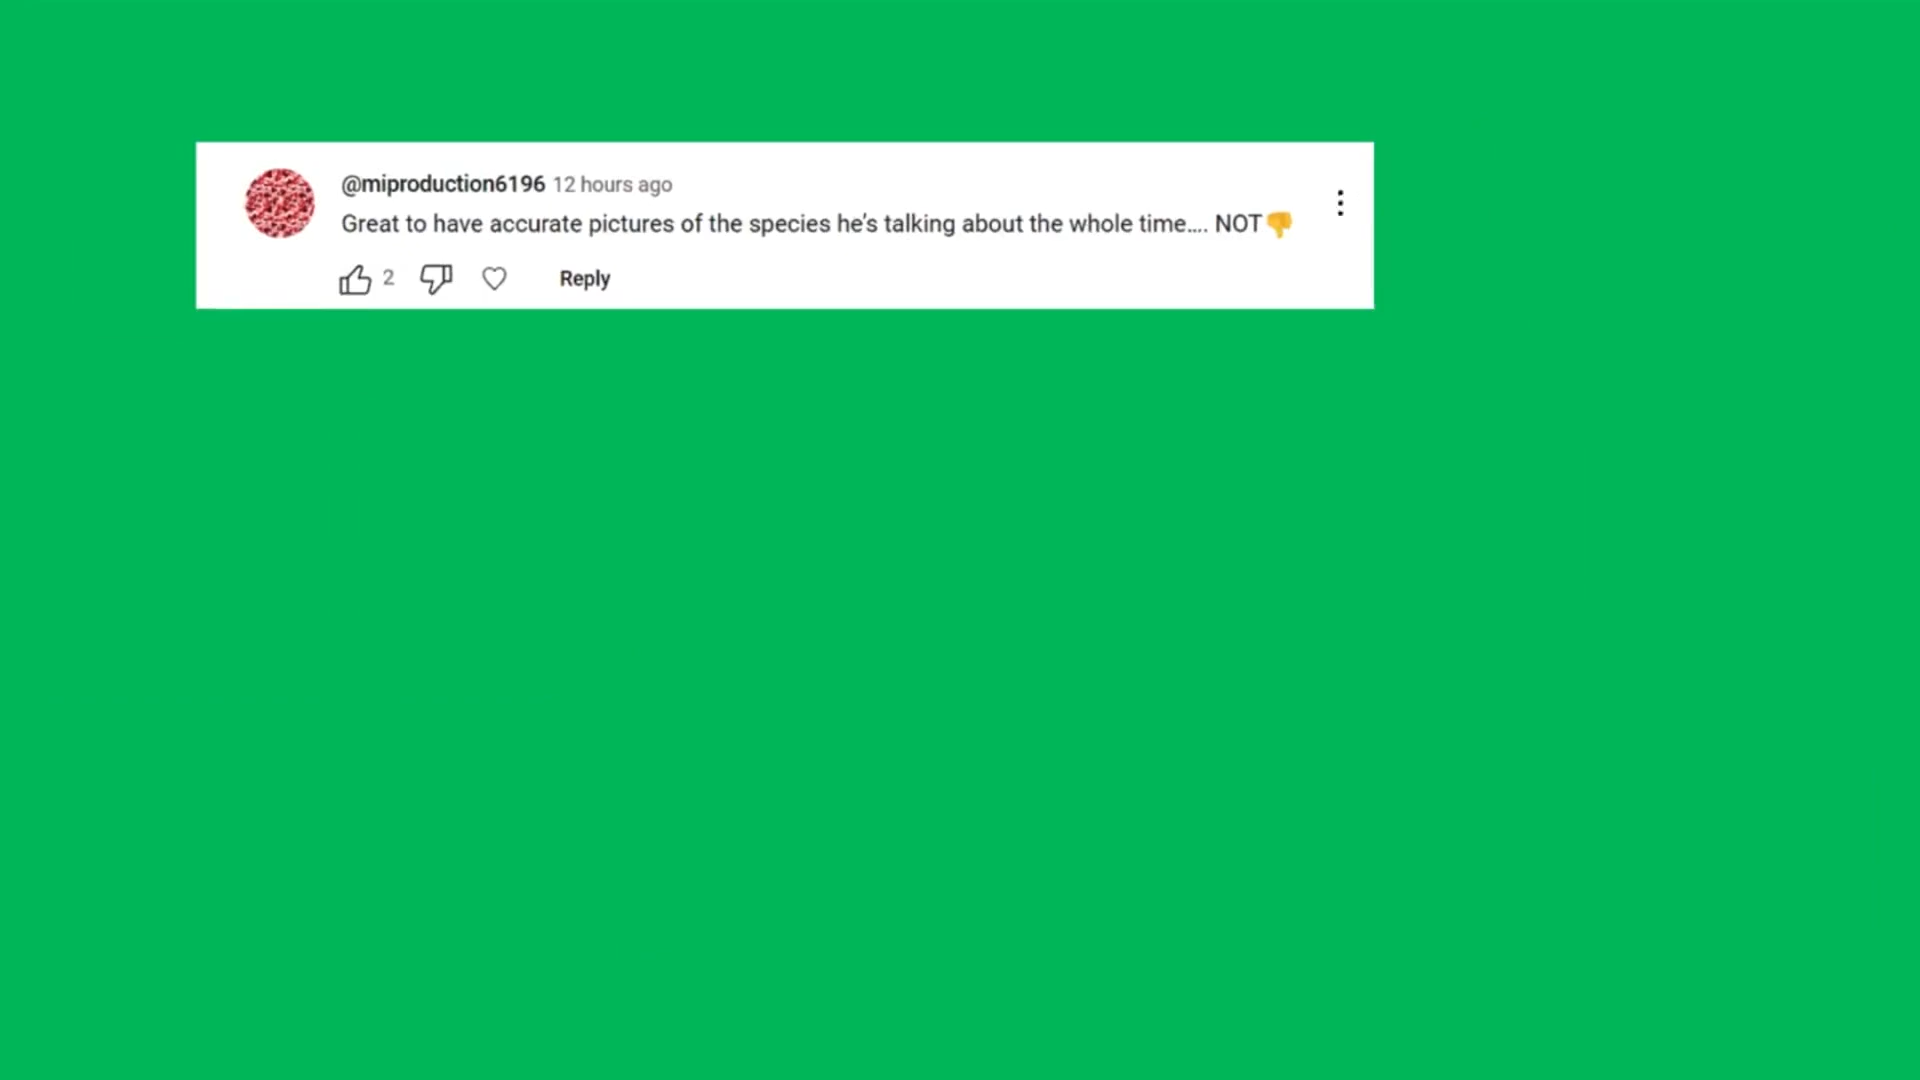 @miproduction6196 12 hours ago
Great to have accurate pictures of the species he's talking about the whole time.... NOT👎
2 Reply